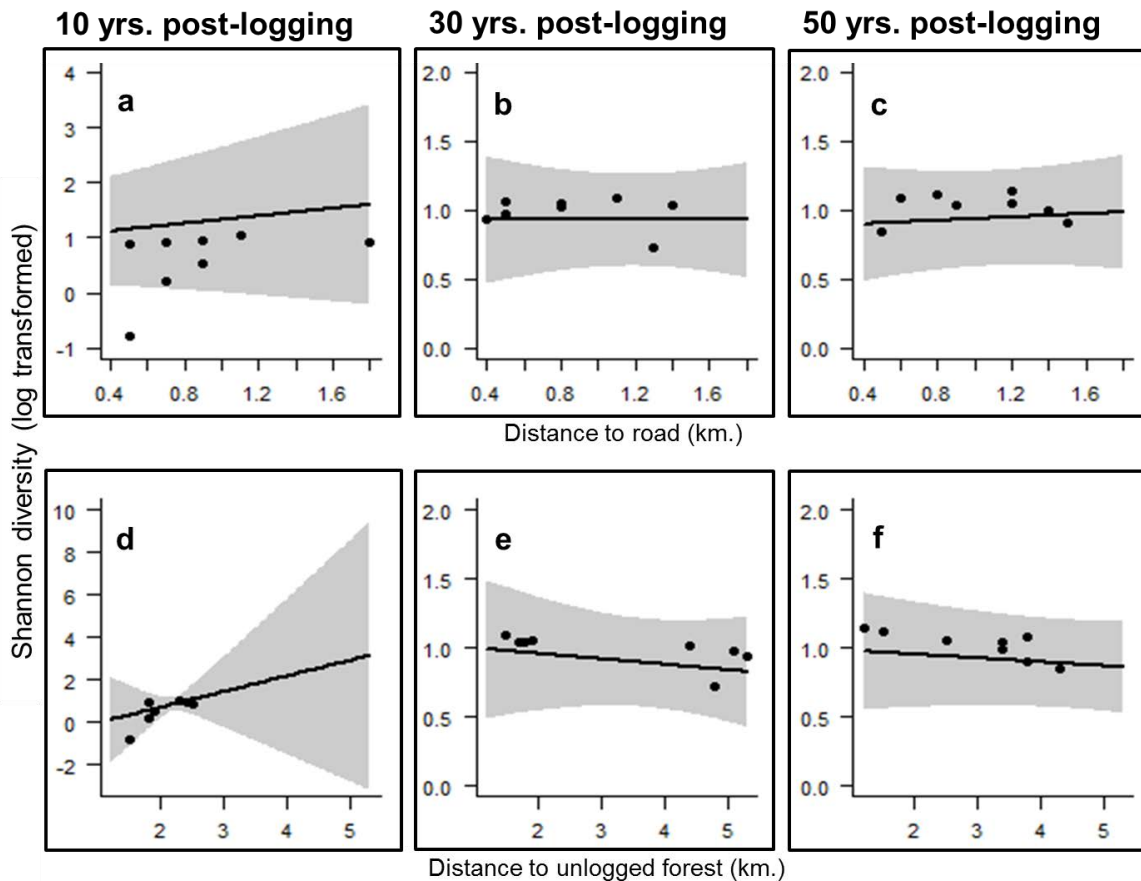 10 yrs. post-logging
30 yrs. post-logging
50 yrs. post-logging
Shannon diversity (log transformed)
a
4
3
2
1
0
-1
0.4 0.8 1.2 1.6
b
2.0
1.5
1.0
0.5
0.0
0.4 0.8 1.2 1.6
c
2.0
1.5
1.0
0.5
0.0
0.4 0.8 1.2 1.6
Distance to road (km.)
d
10
8
6
4
2
0
-2
2 3 4 5
e
2.0
1.5
1.0
0.5
0.0
2 3 4 5
f
2.0
1.5
1.0
0.5
0.0
2 3 4 5
Distance to unlogged forest (km.)